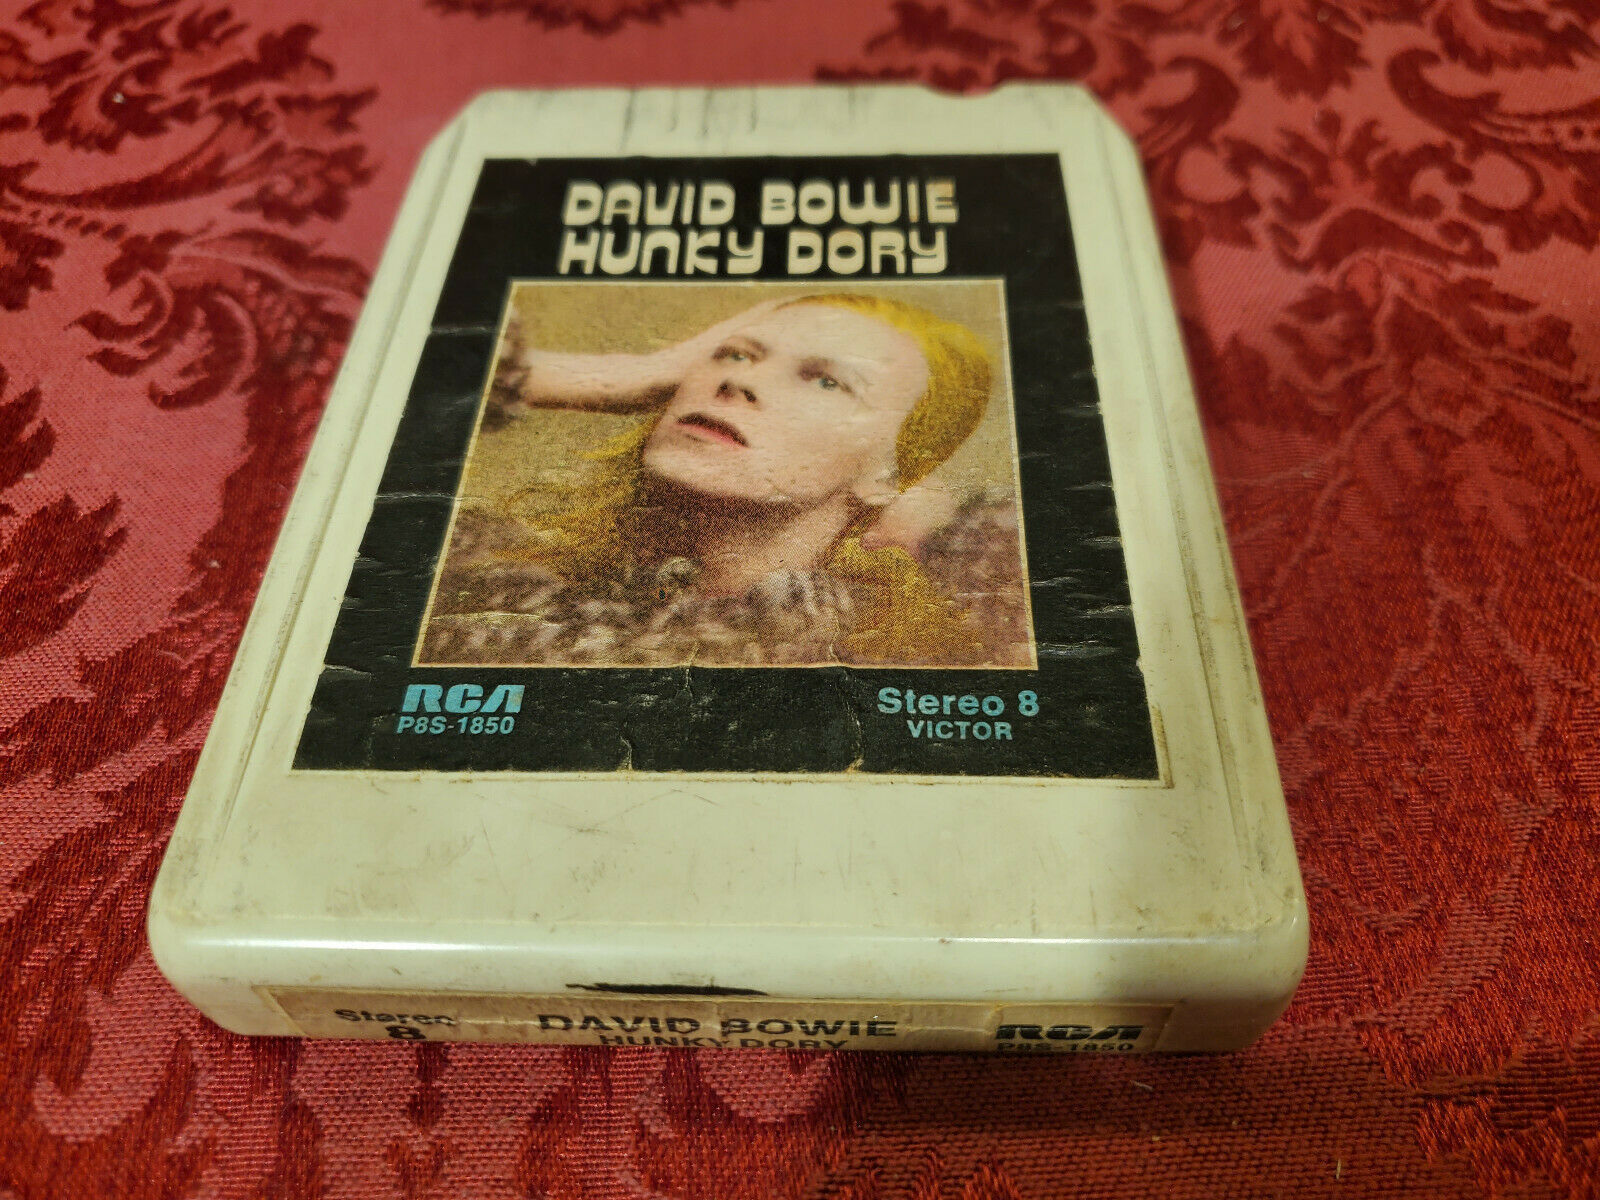 DAVID BOWIE
HUNKY DORY
RCA
P8S-1850
Stereo 8
VICTOR
Stereo
8
DAVID BOWIE
HUNKY DORY
RCA
P8S-1850